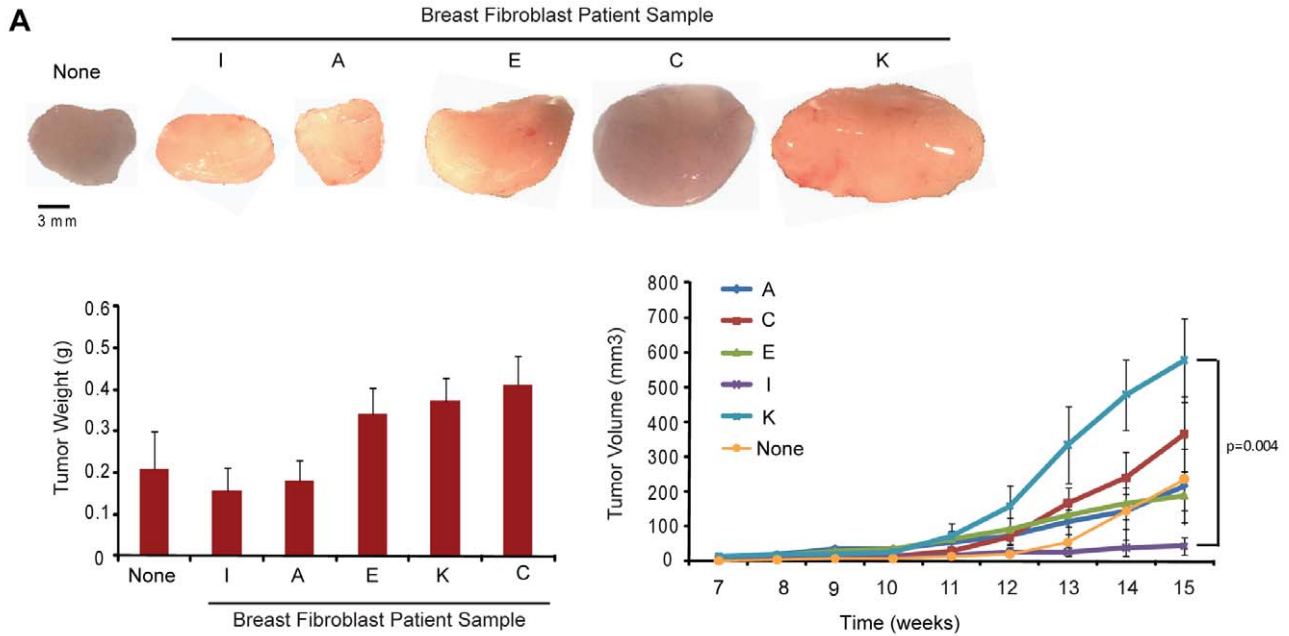 A
Breast Fibroblast Patient Sample
None
I
A
E
C
K
3 mm
Tumor Weight (g)
0.6
0.5
0.4
0.3
0.2
0.1
0
None
I
A
E
K
C
Breast Fibroblast Patient Sample
Tumor Volume (mm3)
800
700
600
500
400
300
200
100
0
A
C
E
I
K
None
p=0.004
7
8
9
10
11
12
13
14
15
Time (weeks)